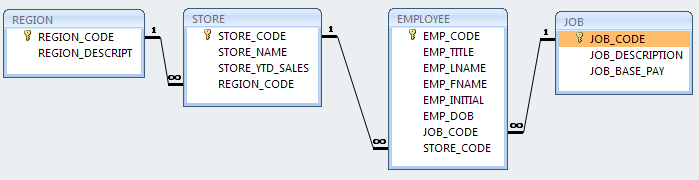 REGION
REGION_CODE
REGION_DESCRIPT
1
∞
STORE
STORE_CODE
STORE_NAME
STORE_YTD_SALES
REGION_CODE
1
∞
EMPLOYEE
EMP_CODE
EMP_TITLE
EMP_LNAME
EMP_FNAME
EMP_INITIAL
EMP_DOB
JOB_CODE
STORE_CODE
∞
1
JOB
JOB_CODE
JOB_DESCRIPTION
JOB_BASE_PAY